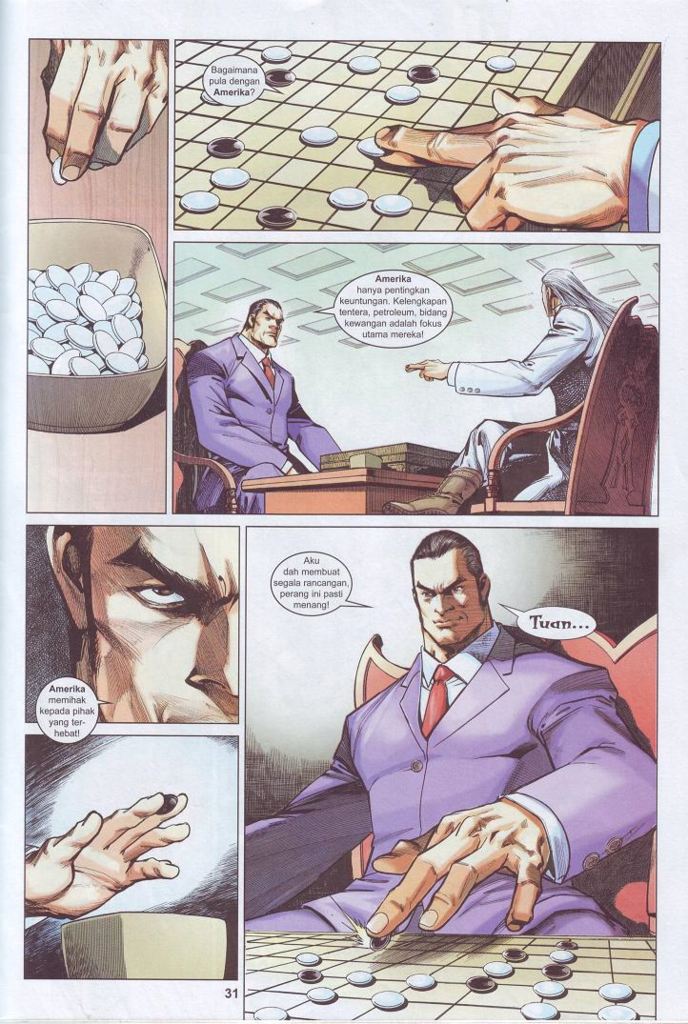 Bagaimana
pula dengan
Amerika?
Amerika
hanya pentingkan
keuntungan. Kelengkapan
tentera, petroleum, bidang
kewangan adalah fokus
utama mereka!
Amerika
memihak
kepada pihak
yang ter-
hebat!
Aku
dah membuat
segala rancangan,
perang ini pasti
menang!
Tuan...
31